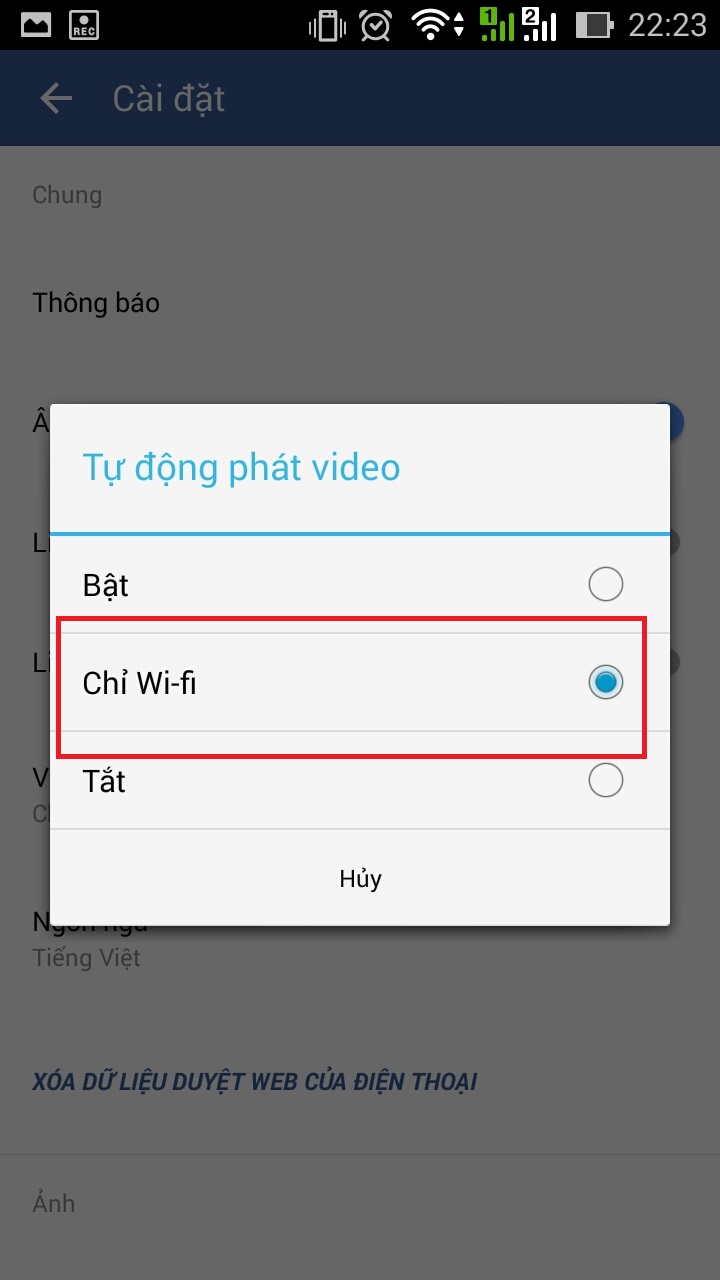 REC
1
2
22:23
Cài đặt
Chung
Thông báo
Tự động phát video
Bật
Chỉ Wi-fi
Tắt
Hủy
Ngôn ngữ
Tiếng Việt
XÓA DỮ LIỆU DUYỆT WEB CỦA ĐIỆN THOẠI
Ảnh